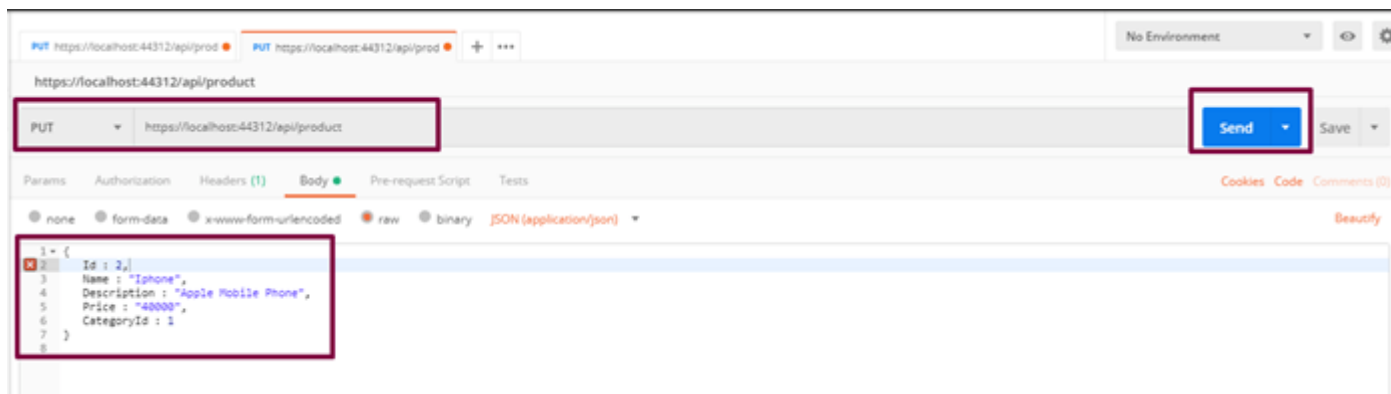 PUT https://localhost:44312/api/prod PUT https://localhost:44312/api/prod + ••• No Environment
https://localhost:44312/api/product
PUT https://localhost:44312/api/product Send Save
Params Authorization Headers (1) Body Pre-request Script Tests Cookies Code Comments (0)
none form-data x-www-form-urlencoded raw binary JSON (application/json) Beautify
1 {
2 Id : 2,
3 Name : "Iphone",
4 Description : "Apple Mobile Phone",
5 Price : "40000",
6 CategoryId : 1
7 }
8